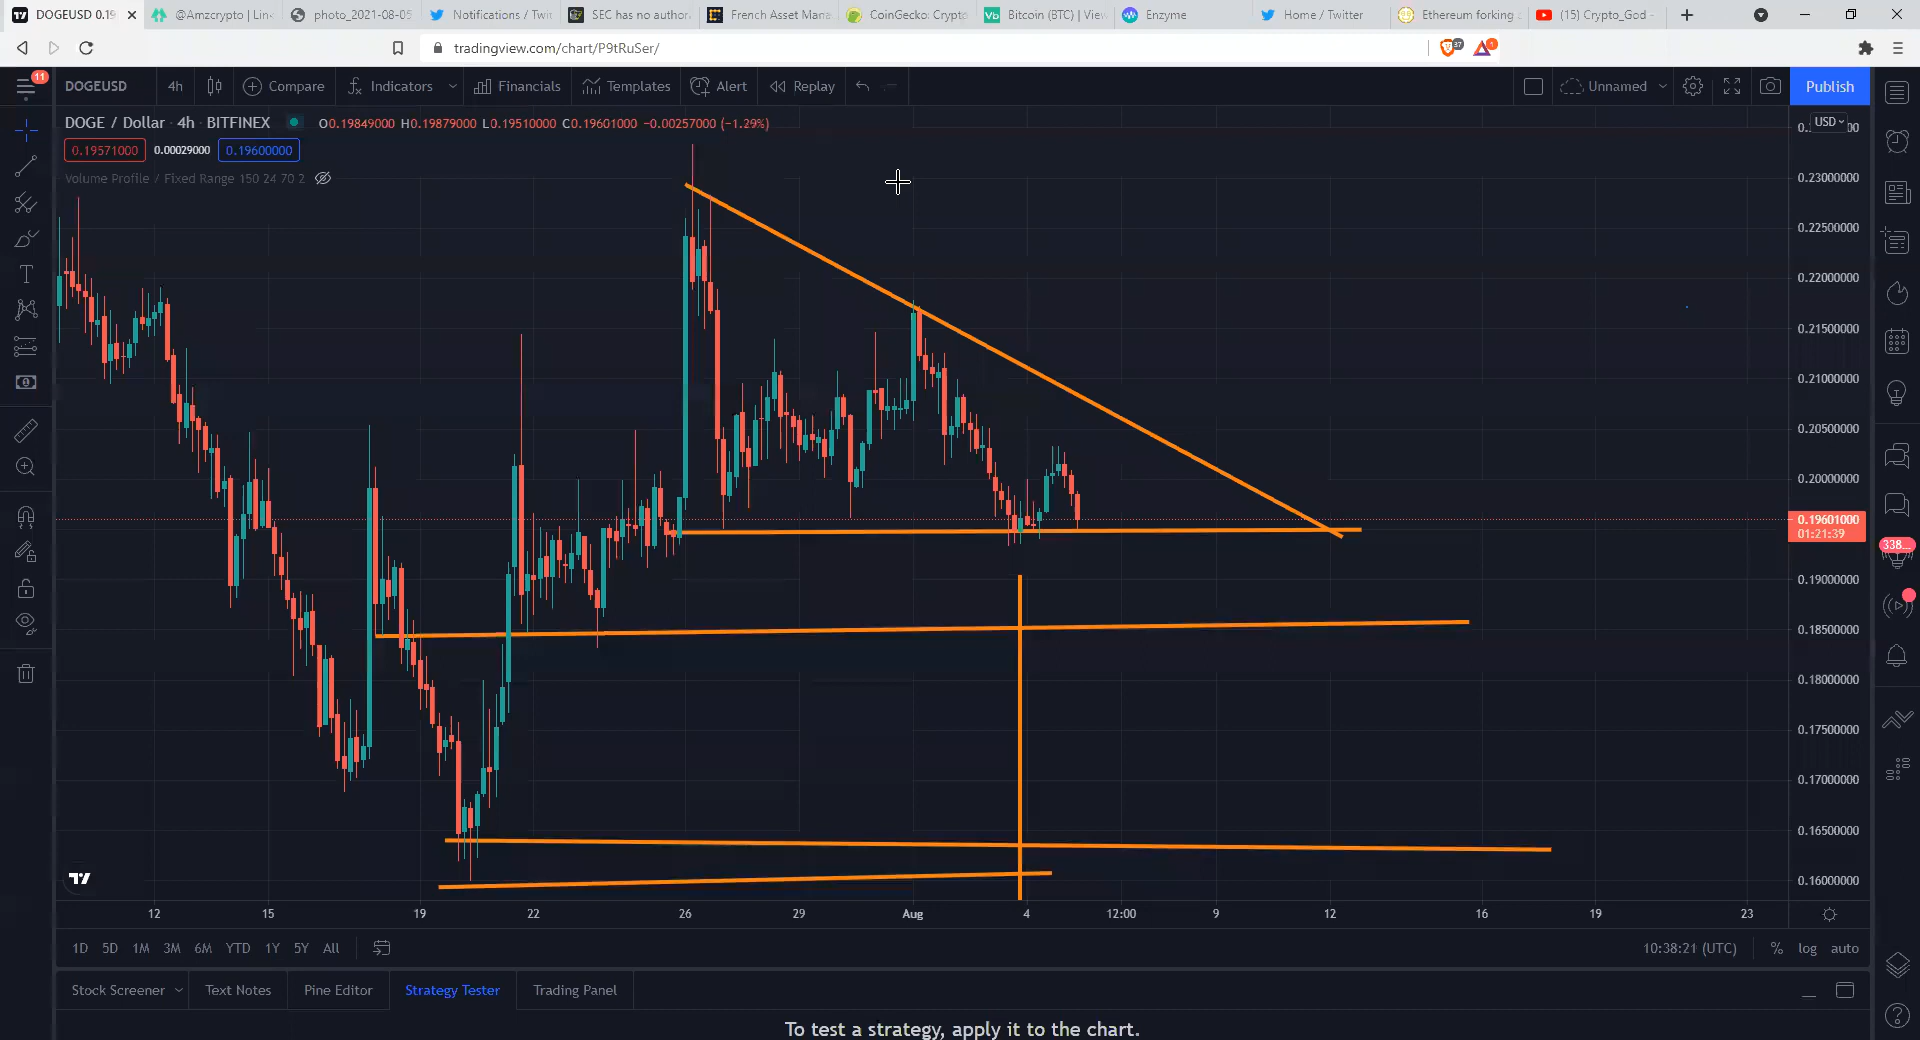 DOGEUSD 0.19 @Amzcrypto | Lin photo_2021-08-05 Notifications / Twi SEC has no author French Asset Mana CoinGecko: Crypto Bitcoin (BTC) | View Enzyme Home / Twitter Ethereum forking (15) Crypto_God -
tradingview.com/chart/P9tRuSer/ 37 1
11 DOGEUSD 4h Compare Indicators Financials Templates Alert Replay Unnamed Publish
DOGE / Dollar · 4h · BITFINEX O0.19849000 H0.19879000 L0.19510000 C0.19601000 −0.00257000 (−1.29%)
USD
0.19571000 0.00029000 0.19600000
Volume Profile / Fixed Range 150 24 70 2
0.23000000
0.22500000
0.22000000
0.21500000
0.21000000
0.20500000
0.20000000
0.19601000
01:21:39
338...
0.19000000
0.18500000
0.18000000
0.17500000
0.17000000
0.16500000
0.16000000
12 15 19 22 26 29 Aug 4 12:00 9 12 16 19 23
1D 5D 1M 3M 6M YTD 1Y 5Y All 10:38:21 (UTC) % log auto
Stock Screener Text Notes Pine Editor Strategy Tester Trading Panel
To test a strategy, apply it to the chart.